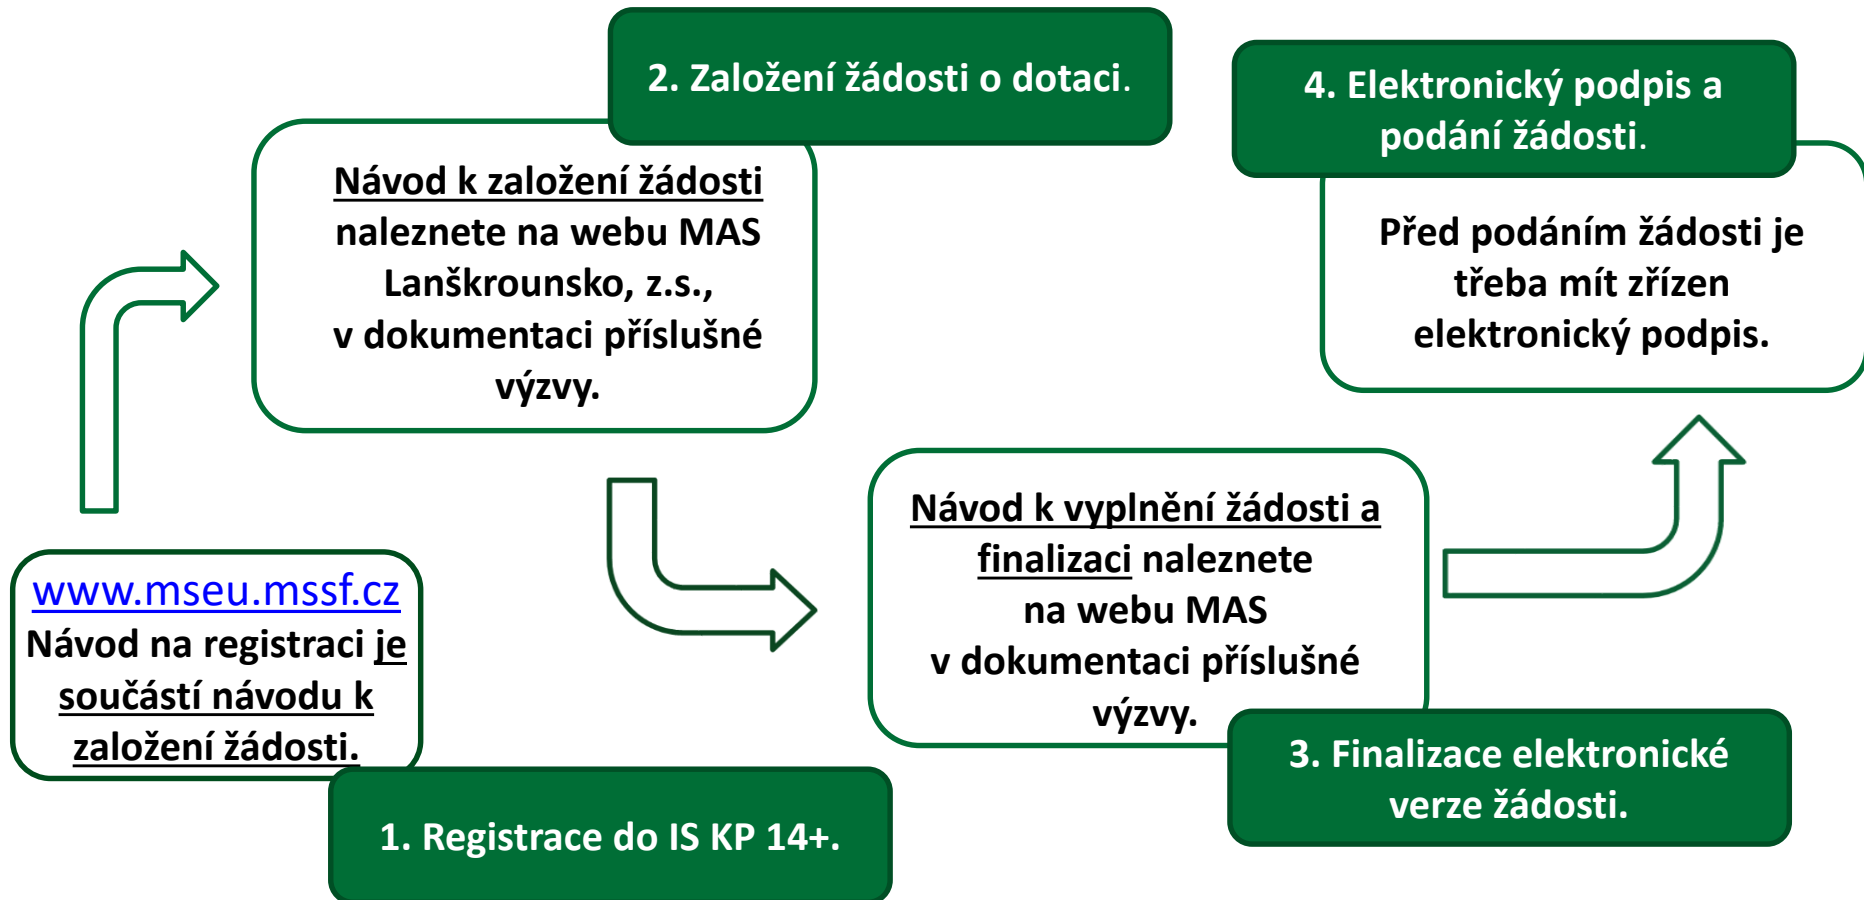 www.mseu.mssf.cz
Návod na registraci je
součástí návodu k
založení žádosti.
1. Registrace do IS KP 14+.
2. Založení žádosti o dotaci.
Návod k založení žádosti
naleznete na webu MAS
Lanškrounsko, z.s.,
v dokumentaci příslušné
výzvy.
Návod k vyplnění žádosti a
finalizaci naleznete
na webu MAS
v dokumentaci příslušné
výzvy.
3. Finalizace elektronické
verze žádosti.
4. Elektronický podpis a
podání žádosti.
Před podáním žádosti je
třeba mít zřízen
elektronický podpis.